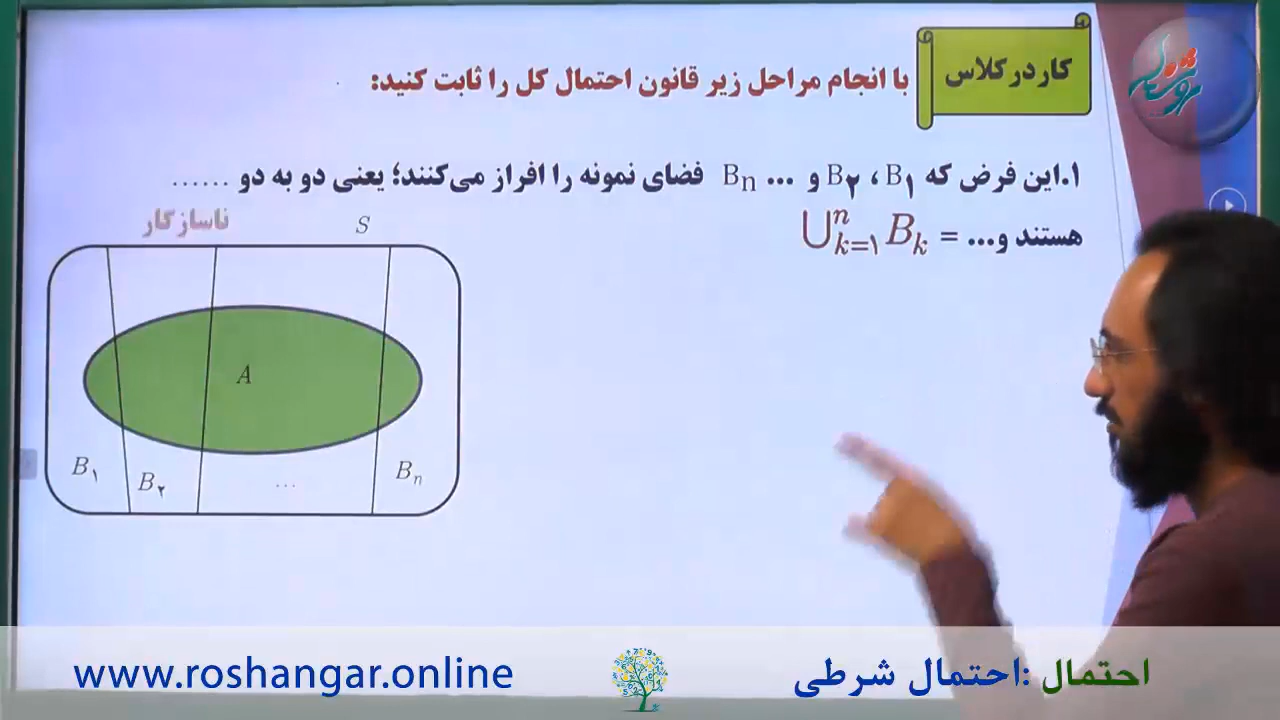 کار در کلاس
با انجام مراحل زیر قانون احتمال کل را ثابت کنید:
۱.این فرض که B۱ ، B۲ و ... Bn فضای نمونه را افراز می‌کنند؛ یعنی دو به دو ......
ناسازگار
هستند و... = ⋃ⁿₖ₌۱ Bₖ
S
A
B۱
B۲
...
Bn
احتمال :احتمال شرطی
www.roshangar.online